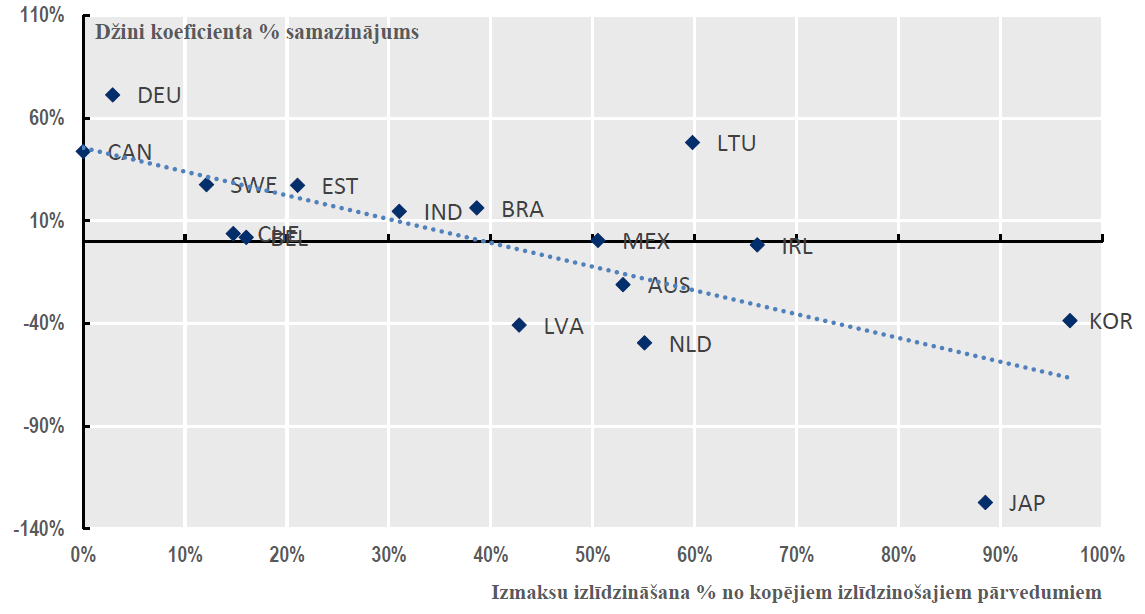 110%
Džini koeficienta % samazinājums
DEU
60%
LTU
CAN
SWE
EST
IND
BRA
10%
CHE
BEL
MEX
IRL
AUS
-40%
LVA
KOR
NLD
-90%
JAP
-140%
0% 10% 20% 30% 40% 50% 60% 70% 80% 90% 100%
Izmaksu izlīdzināšana % no kopējiem izlīdzinošajiem pārvedumiem